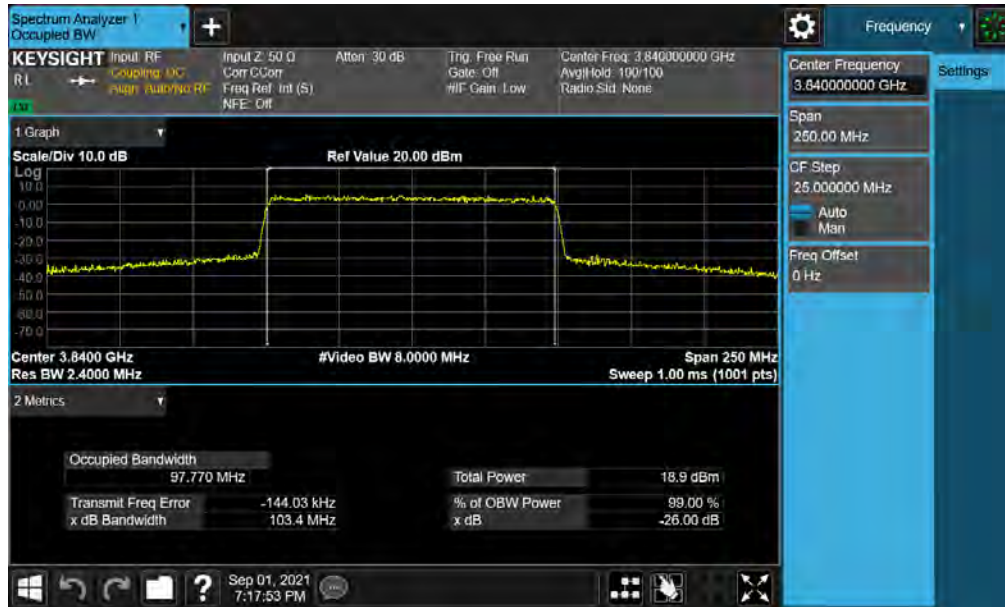 Spectrum Analyzer 1
Occupied BW
+
Frequency
KEYSIGHT
Input: RF
Input Z: 50 Ω
Atten: 30 dB
Trig: Free Run
Center Freq: 3.840000000 GHz
R L
Coupling: DC
Corr CCorr
Gate: Off
Avg|Hold: 100/100
Align: Auto/No RF
Freq Ref: Int (S)
#IF Gain: Low
Radio Std: None
NFE: Off
1 Graph
Scale/Div 10.0 dB
Ref Value 20.00 dBm
Log
10.0
0.00
-10.0
-20.0
-30.0
-40.0
-50.0
-60.0
-70.0
Center 3.8400 GHz
#Video BW 8.0000 MHz
Span 250 MHz
Res BW 2.4000 MHz
Sweep 1.00 ms (1001 pts)
2 Metrics
Occupied Bandwidth
97.770 MHz
Total Power
18.9 dBm
Transmit Freq Error
-144.03 kHz
% of OBW Power
99.00 %
x dB Bandwidth
103.4 MHz
x dB
-26.00 dB
Center Frequency
3.840000000 GHz
Settings
Span
250.00 MHz
CF Step
25.000000 MHz
Auto
Man
Freq Offset
0 Hz
?
Sep 01, 2021
7:17:53 PM